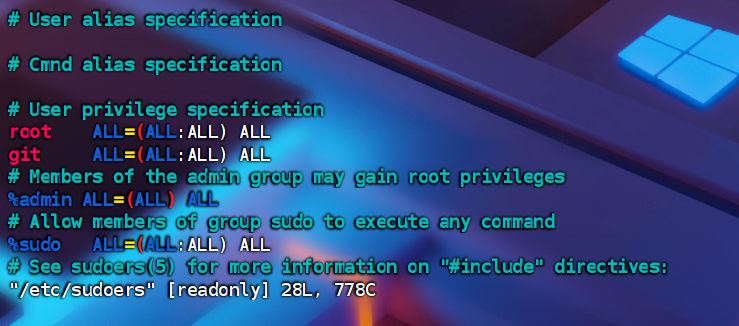 # User alias specification
# Cmnd alias specification
# User privilege specification
root    ALL=(ALL:ALL) ALL
git     ALL=(ALL:ALL) ALL
# Members of the admin group may gain root privileges
%admin ALL=(ALL) ALL
# Allow members of group sudo to execute any command
%sudo   ALL=(ALL:ALL) ALL
# See sudoers(5) for more information on "#include" directives:
"/etc/sudoers" [readonly] 28L, 778C